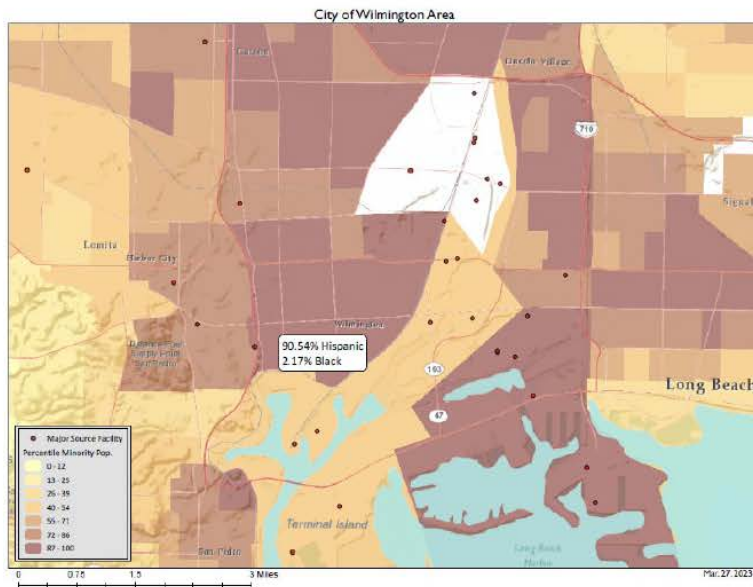 City of Wilmington Area
Carson
Lincoln Village
710
Signal
Lomita
Harbor City
Wilmington
90.54% Hispanic
2.17% Black
103
47
Long Beach
Major Source Facility
Percentile Minority Pop.
0 - 12
13 - 25
26 - 39
40 - 54
55 - 71
72 - 86
87 - 100
Terminal Island
San Pedro
Long Beach
Harbor
0 0.75 1.5 3 Miles
Mar. 27, 2023